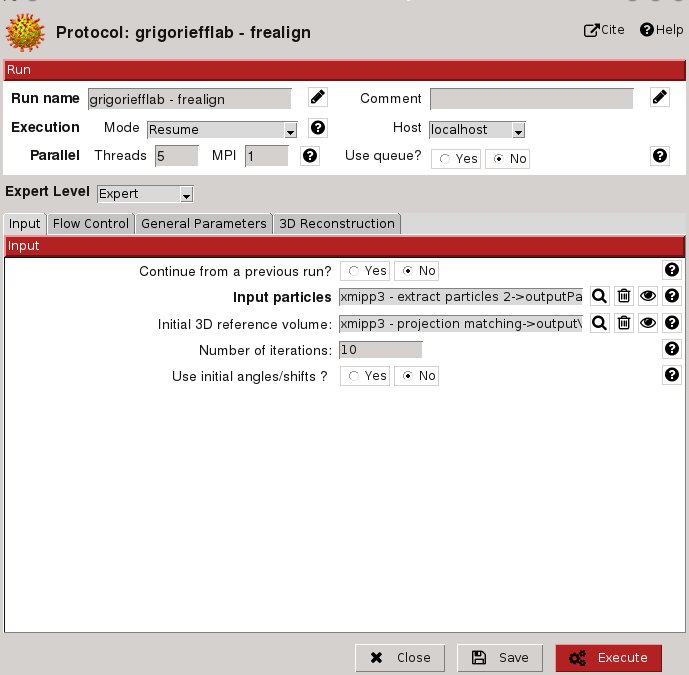 Protocol: grigoriefflab - frealign
Cite
Help
Run
Run name grigoriefflab - frealign Comment
Execution Mode Resume Host localhost
Parallel Threads 5 MPI 1 Use queue? Yes No
Expert Level Expert
Input Flow Control General Parameters 3D Reconstruction
Input
Continue from a previous run? Yes No
Input particles xmipp3 - extract particles 2->outputPa
Initial 3D reference volume: xmipp3 - projection matching->output
Number of iterations: 10
Use initial angles/shifts ? Yes No
Close Save Execute